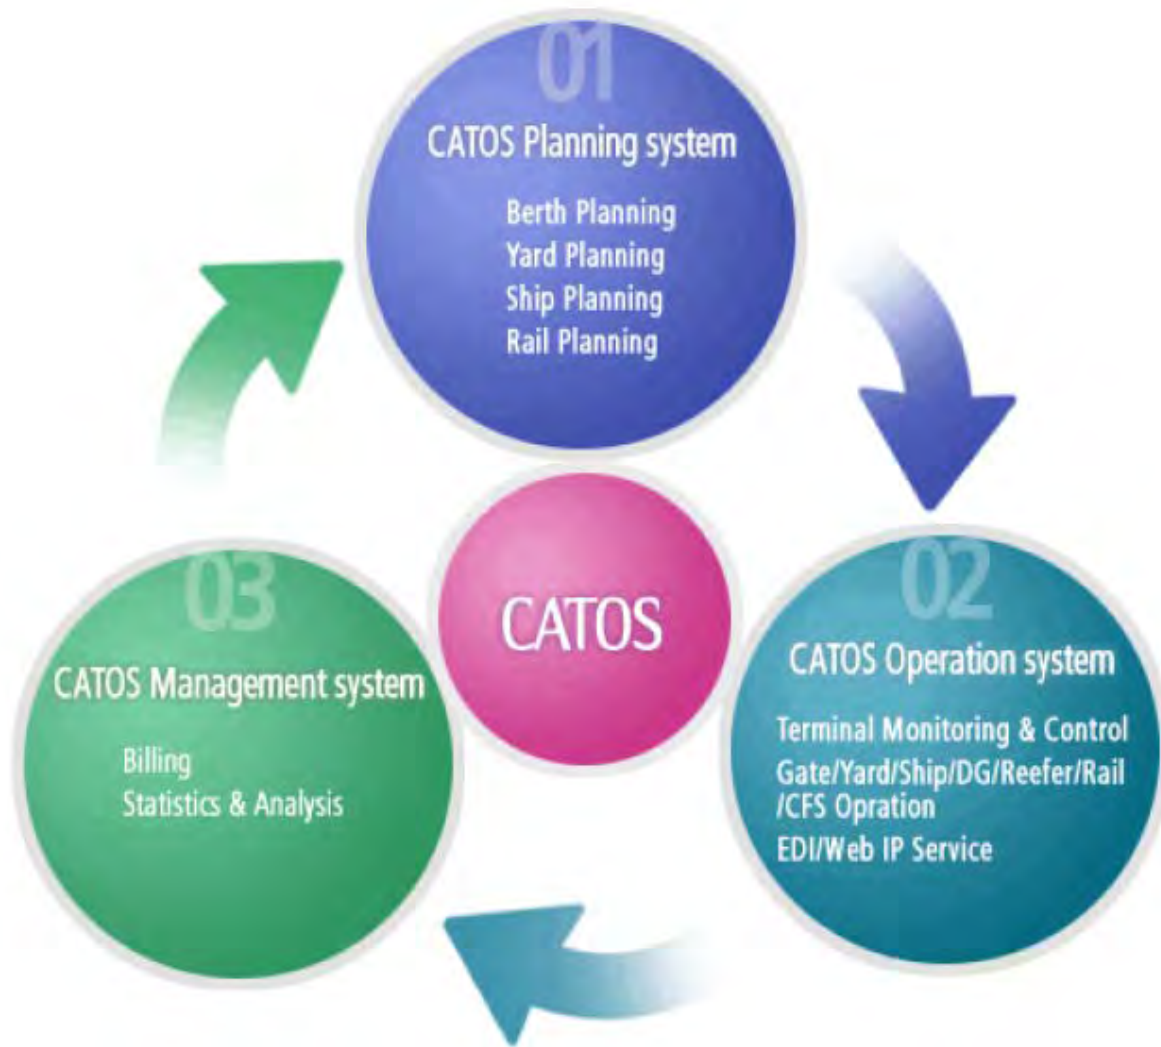 01
CATOS Planning system
Berth Planning
Yard Planning
Ship Planning
Rail Planning
CATOS
02
CATOS Operation system
Terminal Monitoring & Control
Gate/Yard/Ship/DG/Reefer/Rail
/CFS Opration
EDI/Web IP Service
03
CATOS Management system
Billing
Statistics & Analysis